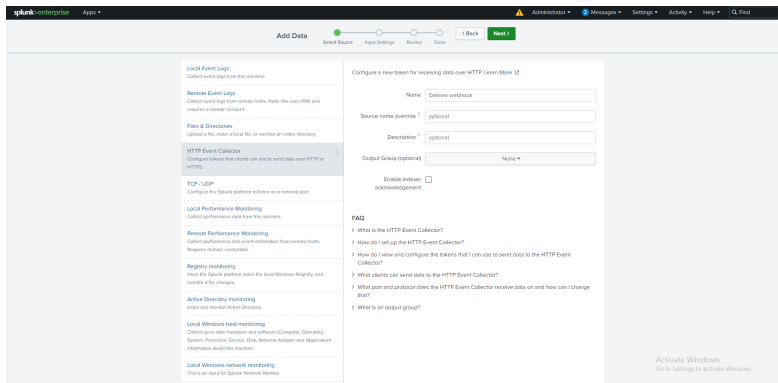 splunk>enterprise Apps ▾
Administrator ▾ 2 Messages ▾ Settings ▾ Activity ▾ Help ▾ Find
Add Data
Select Source Input Settings Review Done
< Back Next >
Local Event Logs
Collect event logs from this machine.
Remote Event Logs
Collect event logs from remote hosts. Note: this uses WMI and
requires a domain account.
Files & Directories
Upload a file, index a local file, or monitor an entire directory.
HTTP Event Collector
Configure tokens that clients can use to send data over HTTP or
HTTPS.
TCP / UDP
Configure the Splunk platform to listen on a network port.
Local Performance Monitoring
Collect performance data from this machine.
Remote Performance Monitoring
Collect performance and event information from remote hosts.
Requires domain credentials.
Registry monitoring
Have the Splunk platform index the local Windows Registry, and
monitor it for changes.
Active Directory monitoring
Index and monitor Active Directory.
Local Windows host monitoring
Collect up-to-date hardware and software (Computer, Operating
System, Processor, Service, Disk, Network Adapter and Application)
information about this machine.
Local Windows network monitoring
This is an input for Splunk Network Monitor.
Configure a new token for receiving data over HTTP. Learn More
Name Delinea webhook
Source name override ? optional
Description ? optional
Output Group (optional) None ▾
Enable indexer
acknowledgement
FAQ
> What is the HTTP Event Collector?
> How do I set up the HTTP Event Collector?
> How do I view and configure the tokens that I can use to send data to the HTTP Event
Collector?
> What clients can send data to the HTTP Event Collector?
> What port and protocol does the HTTP Event Collector receive data on and how can I change
that?
> What is an output group?
Activate Windows
Go to Settings to activate Windows.